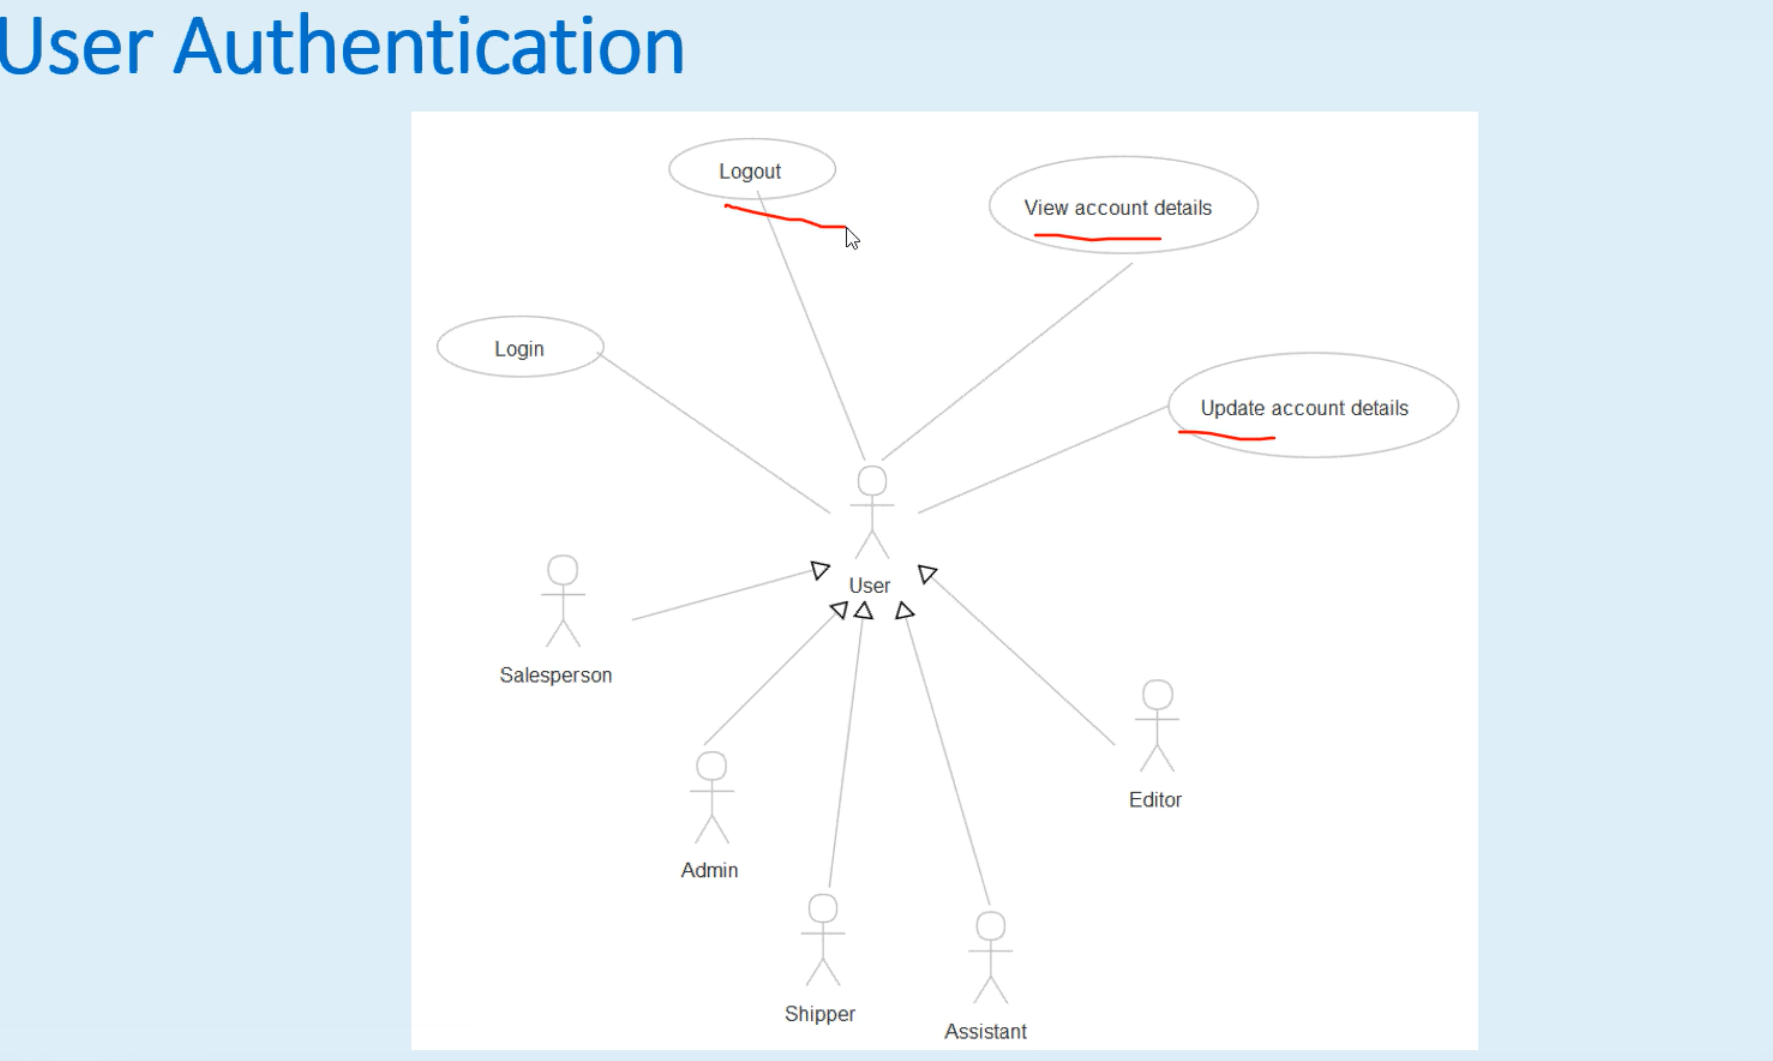 User Authentication
Logout
View account details
Login
Update account details
User
Salesperson
Editor
Admin
Shipper
Assistant